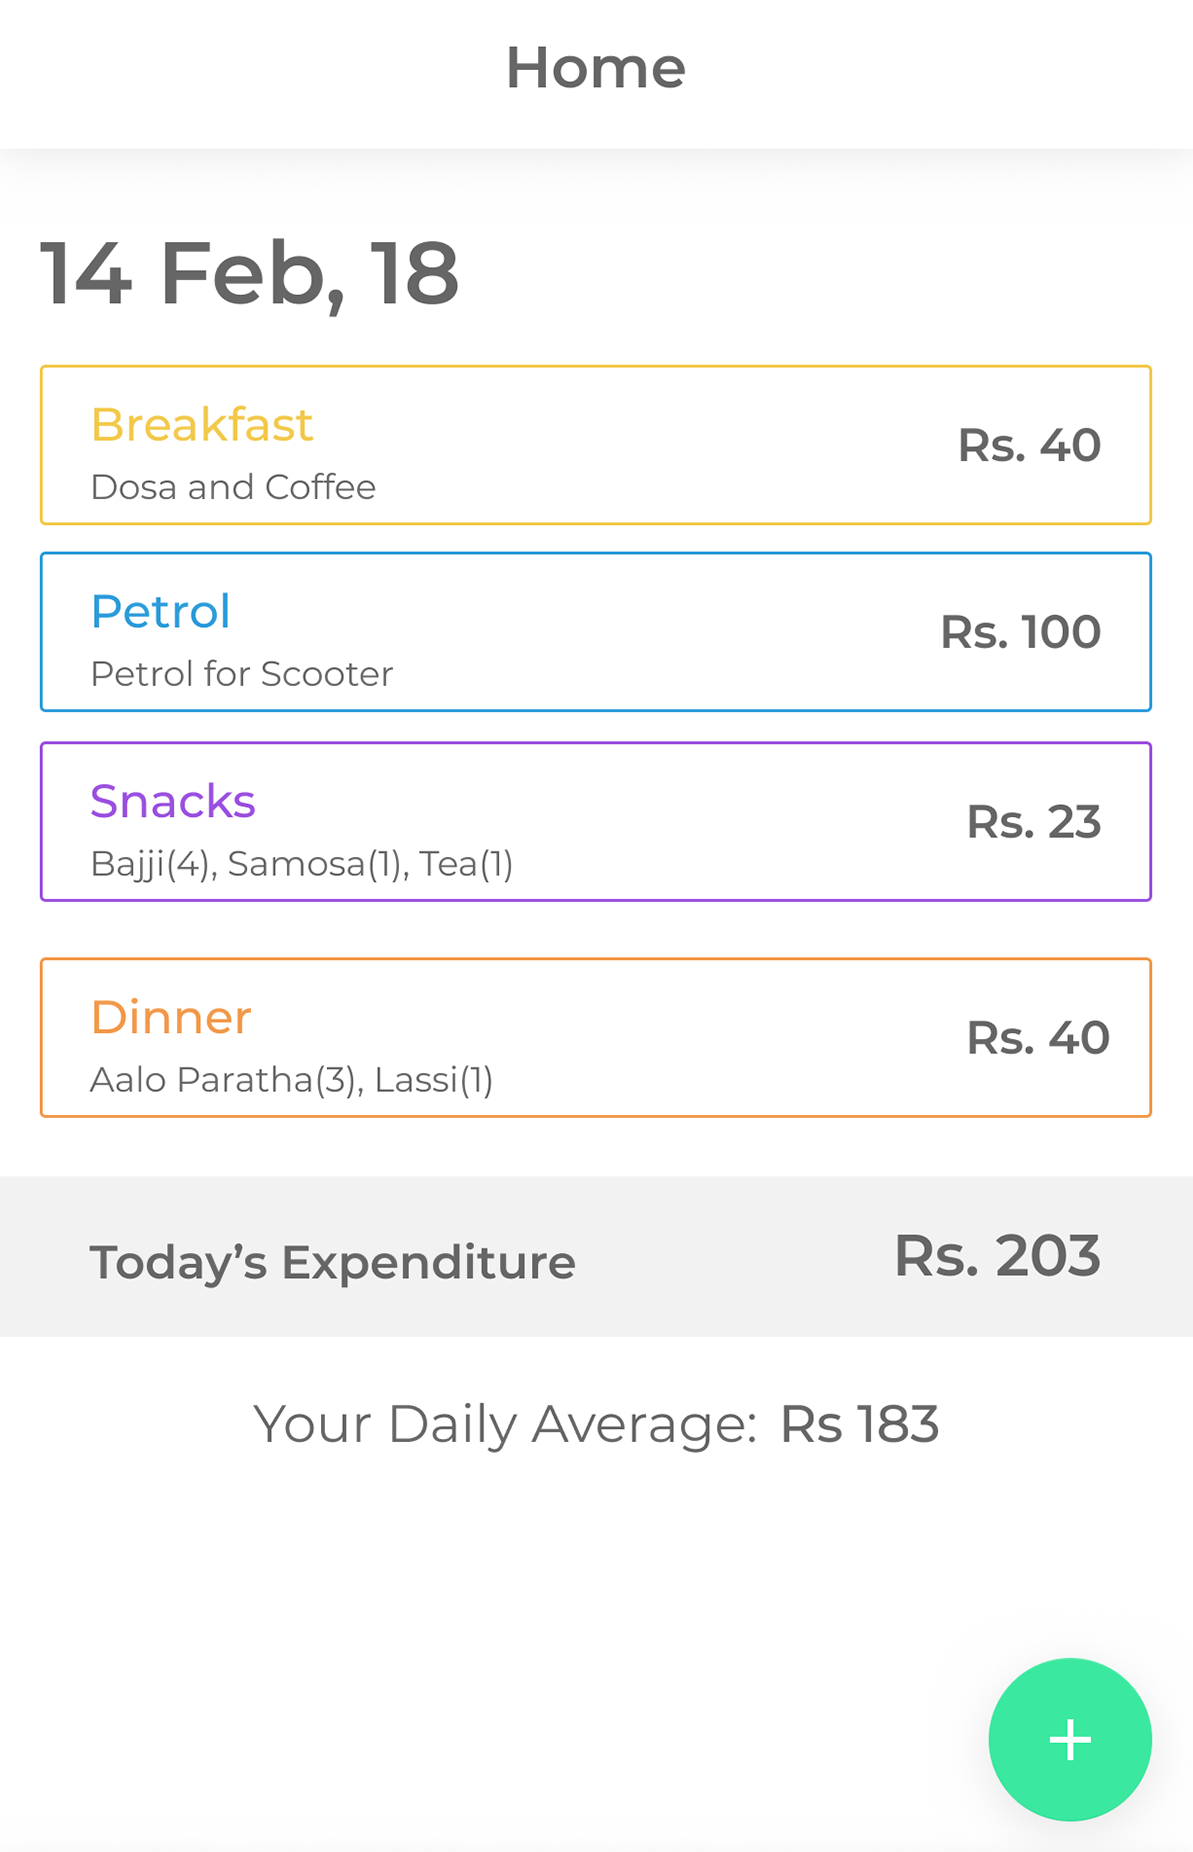 Home
14 Feb, 18
Breakfast
Rs. 40
Dosa and Coffee
Petrol
Rs. 100
Petrol for Scooter
Snacks
Rs. 23
Bajji(4), Samosa(1), Tea(1)
Dinner
Rs. 40
Aalo Paratha(3), Lassi(1)
Today’s Expenditure
Rs. 203
Your Daily Average: Rs 183
+